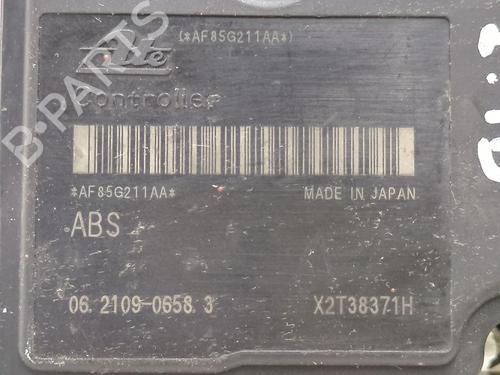 (*AF85G211AA*)
Ate
Controller
*AF85G211AA*
MADE IN JAPAN
ABS
06.2109-0658.3
X2T38371H
B-PARTS